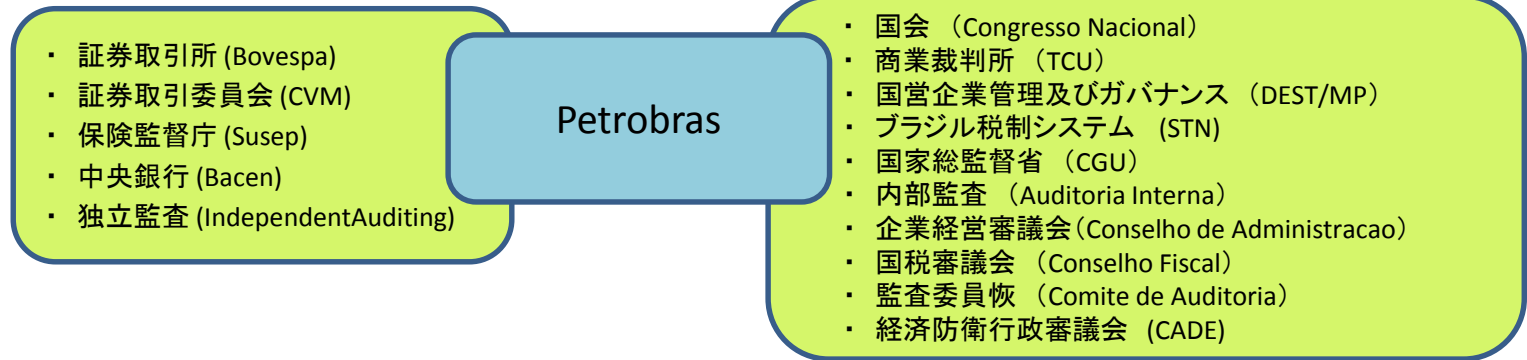 ・ 証券取引所 (Bovespa)
・ 証券取引委員会 (CVM)
・ 保険監督庁 (Susep)
・ 中央銀行 (Bacen)
・ 独立監査 (IndependentAuditing)
Petrobras
・ 国会 （Congresso Nacional）
・ 商業裁判所 （TCU）
・ 国営企業管理及びガバナンス （DEST/MP）
・ ブラジル税制システム (STN)
・ 国家総監督省 （CGU）
・ 内部監査 （Auditoria Interna）
・ 企業経営審議会（Conselho de Administracao）
・ 国税審議会 （Conselho Fiscal）
・ 監査委員恢 （Comite de Auditoria）
・ 経済防衛行政審議会 (CADE)